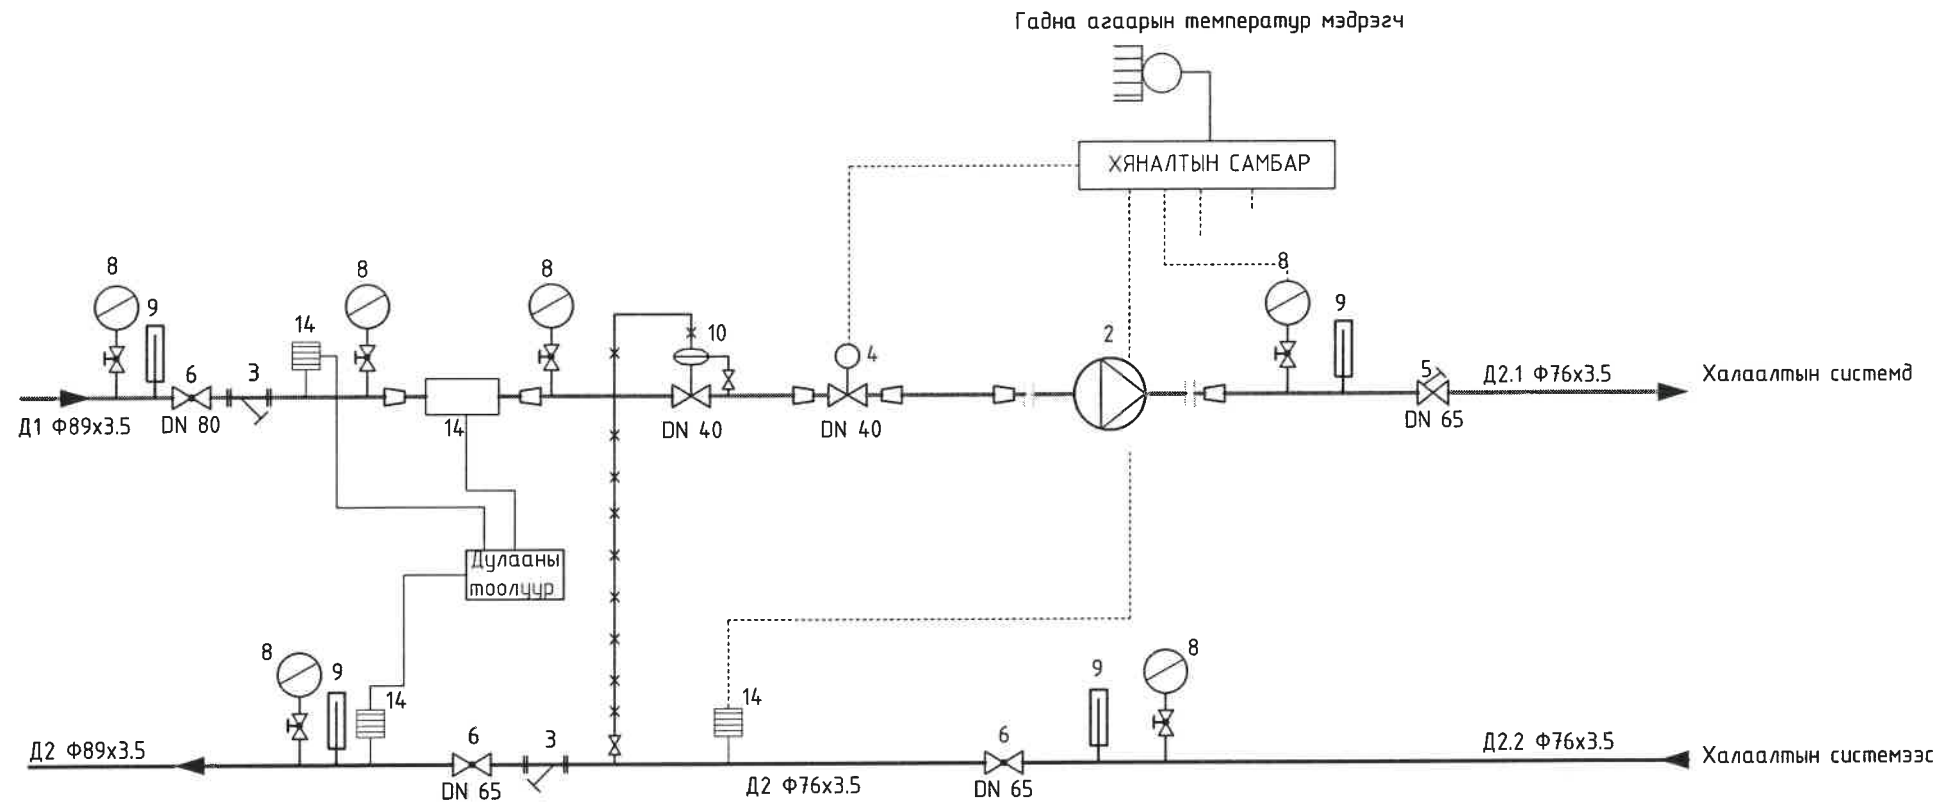 Гадна агаарын температур мэдрэгч
ХЯНАЛТЫН САМБАР
8
9
6
3
14
8
8
10
4
2
8
9
5
Д2.1 Ф76х3.5
Халаалтын системд
Д1 Ф89х3.5
DN 80
14
DN 40
DN 40
DN 65
Дулааны
тоолуур
8
9
14
6
3
14
6
9
8
Д2 Ф89х3.5
Д2.2 Ф76х3.5
Халаалтын системээс
DN 65
Д2 Ф76х3.5
DN 65